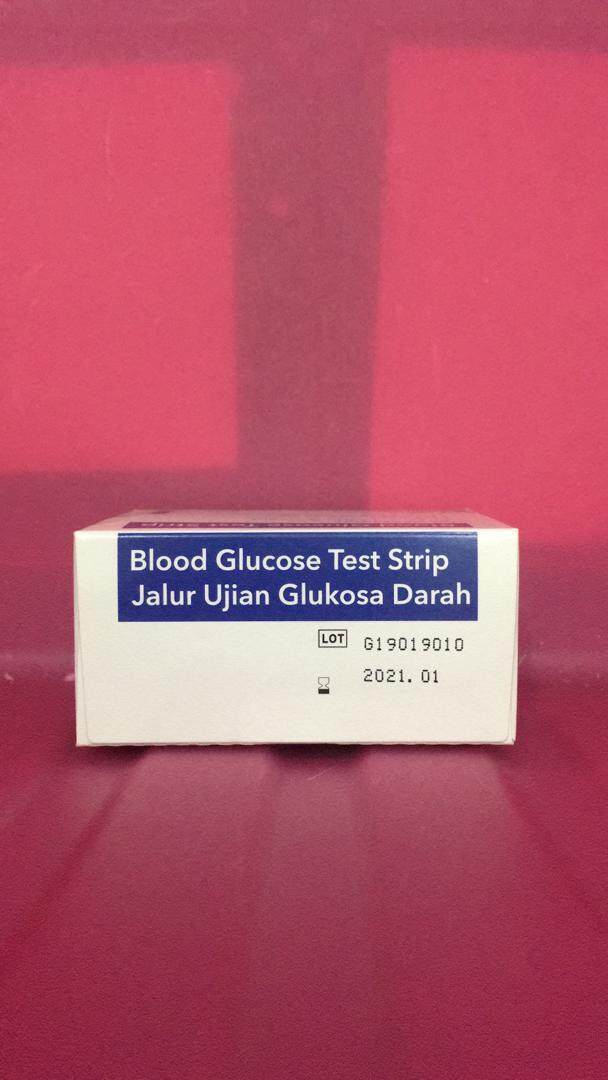 Blood Glucose Test Strip
Jalur Ujian Glukosa Darah
LOT G19019010
2021.01